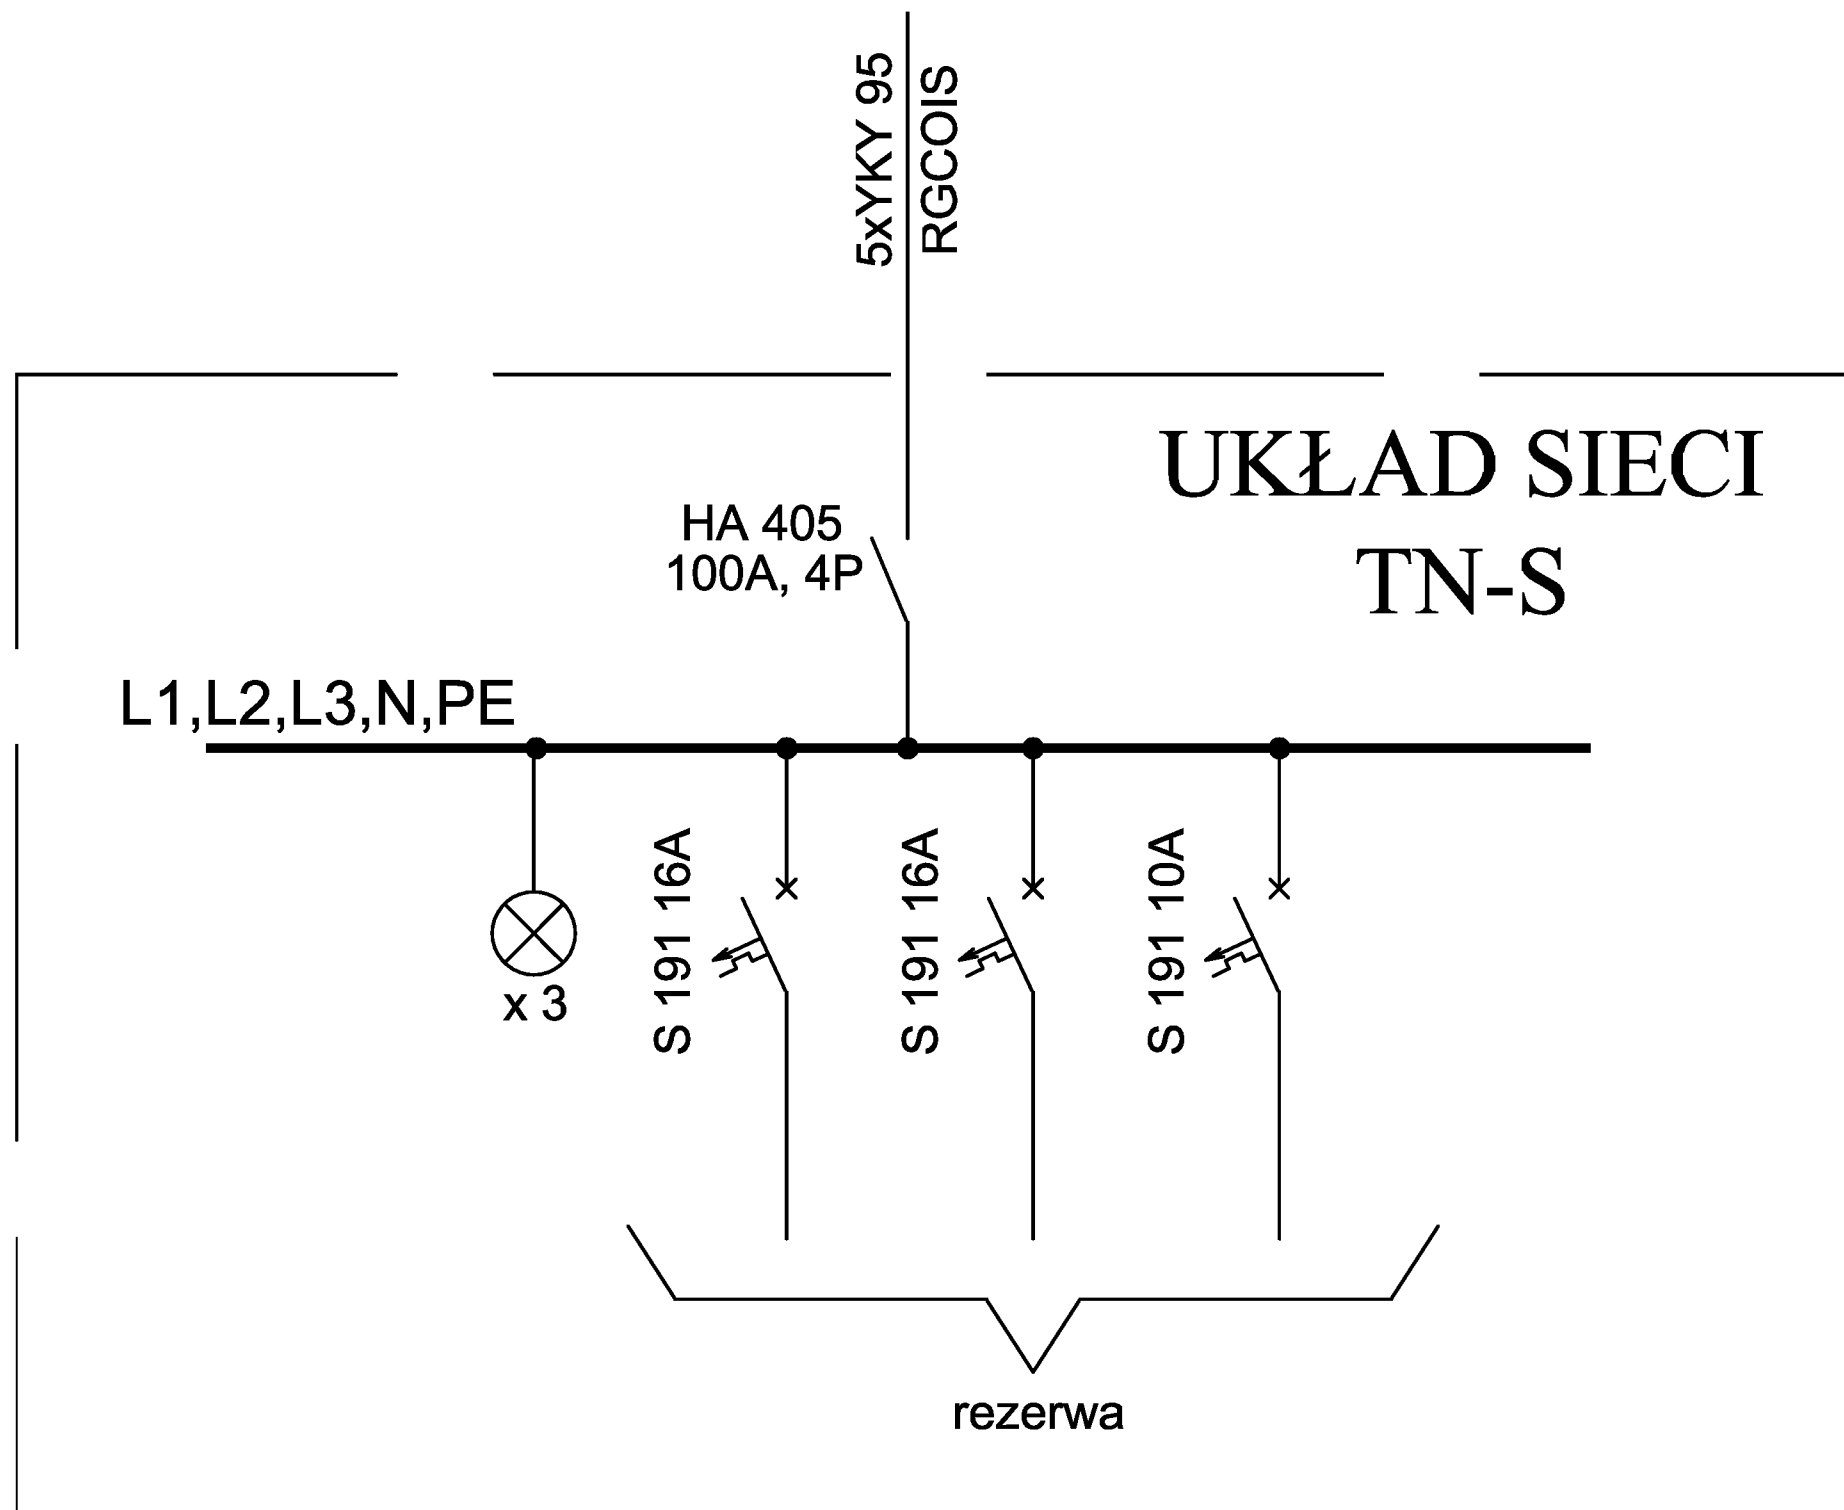 5xYKY 95
RGCOIS
UKŁAD SIECI
TN-S
HA 405
100A, 4P
L1,L2,L3,N,PE
x 3
S 191 16A
S 191 16A
S 191 10A
rezerwa